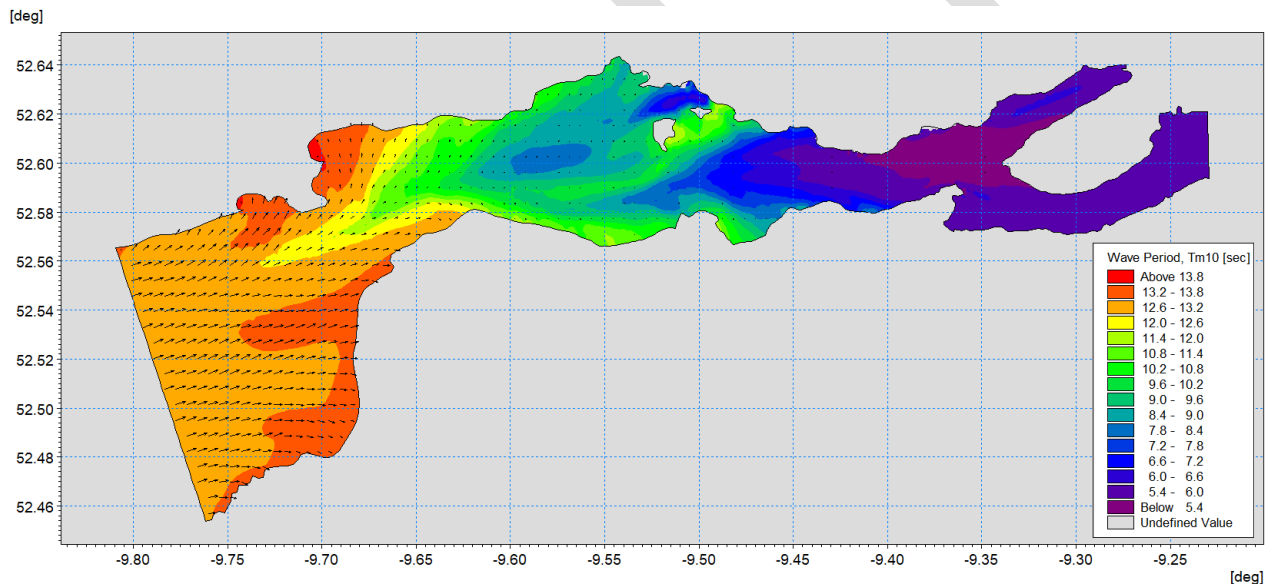 [deg]
52.64
52.62
52.60
52.58
52.56
52.54
52.52
52.50
52.48
52.46
Wave Period, Tm10 [sec]
Above 13.8
13.2 - 13.8
12.6 - 13.2
12.0 - 12.6
11.4 - 12.0
10.8 - 11.4
10.2 - 10.8
9.6 - 10.2
9.0 - 9.6
8.4 - 9.0
7.8 - 8.4
7.2 - 7.8
6.6 - 7.2
6.0 - 6.6
5.4 - 6.0
Below 5.4
Undefined Value
-9.80 -9.75 -9.70 -9.65 -9.60 -9.55 -9.50 -9.45 -9.40 -9.35 -9.30 -9.25
[deg]